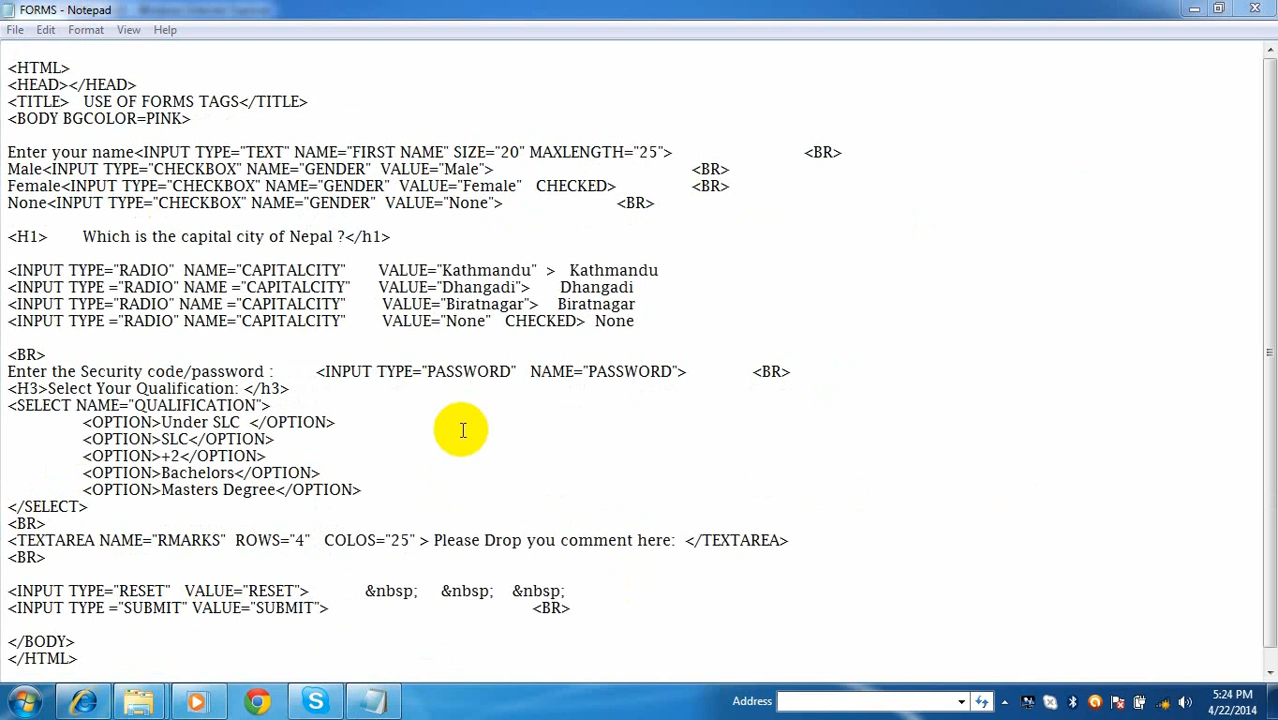 FORMS - Notepad
File Edit Format View Help
<HTML>
<HEAD></HEAD>
<TITLE> USE OF FORMS TAGS</TITLE>
<BODY BGCOLOR=PINK>
Enter your name<INPUT TYPE="TEXT" NAME="FIRST NAME" SIZE="20" MAXLENGTH="25"> <BR>
Male<INPUT TYPE="CHECKBOX" NAME="GENDER" VALUE="Male"> <BR>
Female<INPUT TYPE="CHECKBOX" NAME="GENDER" VALUE="Female" CHECKED> <BR>
None<INPUT TYPE="CHECKBOX" NAME="GENDER" VALUE="None"> <BR>
<H1> Which is the capital city of Nepal ?</h1>
<INPUT TYPE="RADIO" NAME="CAPITALCITY" VALUE="Kathmandu" > Kathmandu
<INPUT TYPE="RADIO" NAME ="CAPITALCITY" VALUE="Dhangadi"> Dhangadi
<INPUT TYPE="RADIO" NAME ="CAPITALCITY" VALUE="Biratnagar"> Biratnagar
<INPUT TYPE ="RADIO" NAME="CAPITALCITY" VALUE="None" CHECKED> None
<BR>
Enter the Security code/password : <INPUT TYPE="PASSWORD" NAME="PASSWORD"> <BR>
<H3>Select Your Qualification: </h3>
<SELECT NAME="QUALIFICATION">
<OPTION>Under SLC </OPTION>
<OPTION>SLC</OPTION>
<OPTION>+2</OPTION>
<OPTION>Bachelors</OPTION>
<OPTION>Masters Degree</OPTION>
</SELECT>
<BR>
<TEXTAREA NAME="RMARKS" ROWS="4" COLOS="25" > Please Drop you comment here: </TEXTAREA>
<BR>
<INPUT TYPE="RESET" VALUE="RESET"> &nbsp; &nbsp; &nbsp;
<INPUT TYPE ="SUBMIT" VALUE="SUBMIT"> <BR>
</BODY>
</HTML>
Address
5:24 PM
4/22/2014